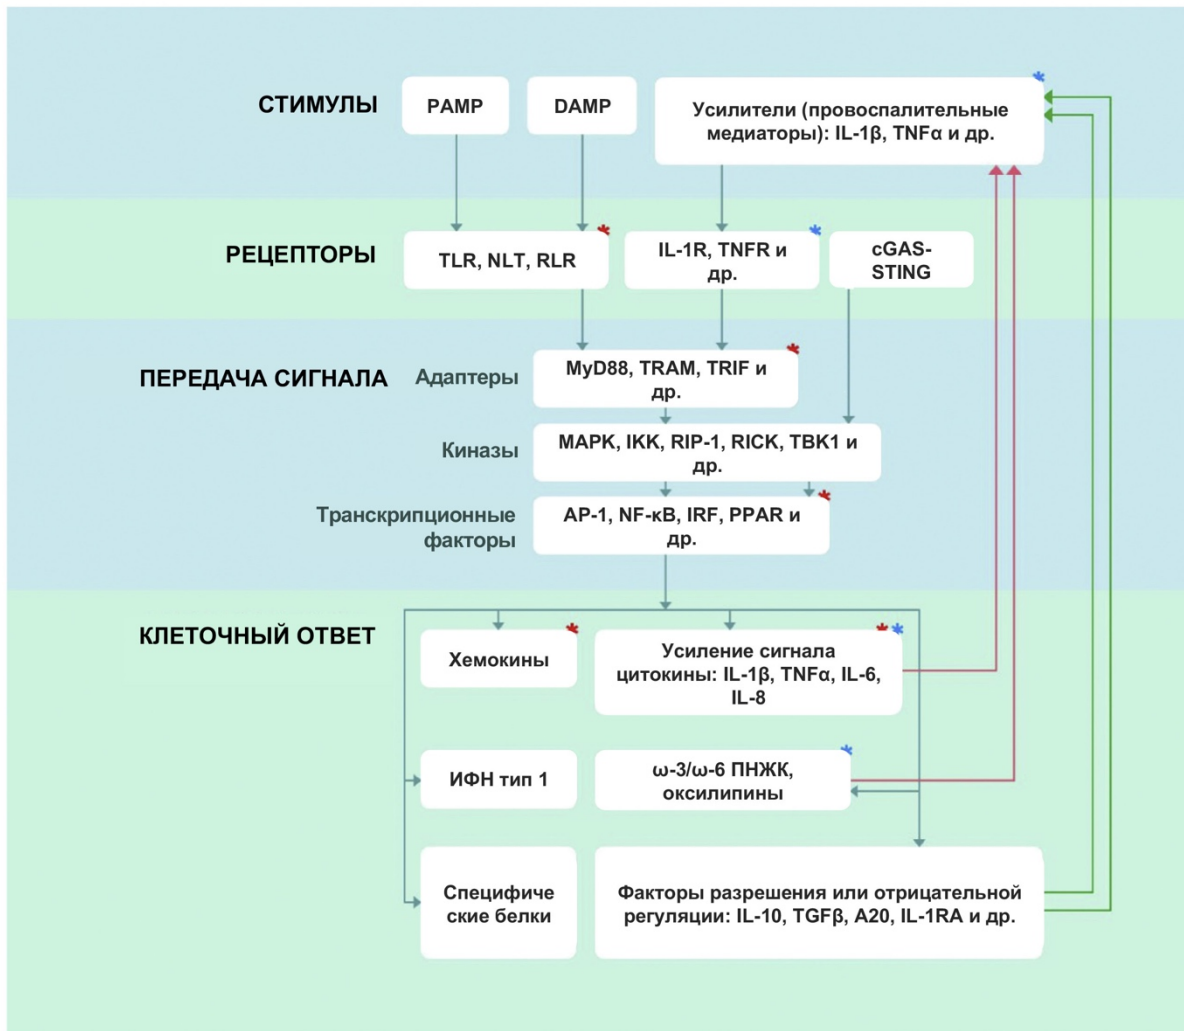 СТИМУЛЫ
PAMP
DAMP
Усилители (провоспалительные
медиаторы): IL-1β, TNFα и др.
РЕЦЕПТОРЫ
TLR, NLT, RLR
IL-1R, TNFR и
др.
cGAS-
STING
ПЕРЕДАЧА СИГНАЛА
Адаптеры
MyD88, TRAM, TRIF и
др.
Киназы
MAPK, IKK, RIP-1, RICK, TBK1 и
др.
Транскрипционные
факторы
AP-1, NF-κB, IRF, PPAR и
др.
КЛЕТОЧНЫЙ ОТВЕТ
Хемокины
Усиление сигнала
цитокины: IL-1β, TNFα, IL-6,
IL-8
ИФН тип 1
ω-3/ω-6 ПНЖК,
оксилипины
Специфиче
ские белки
Факторы разрешения или отрицательной
регуляции: IL-10, TGFβ, A20, IL-1RA и др.